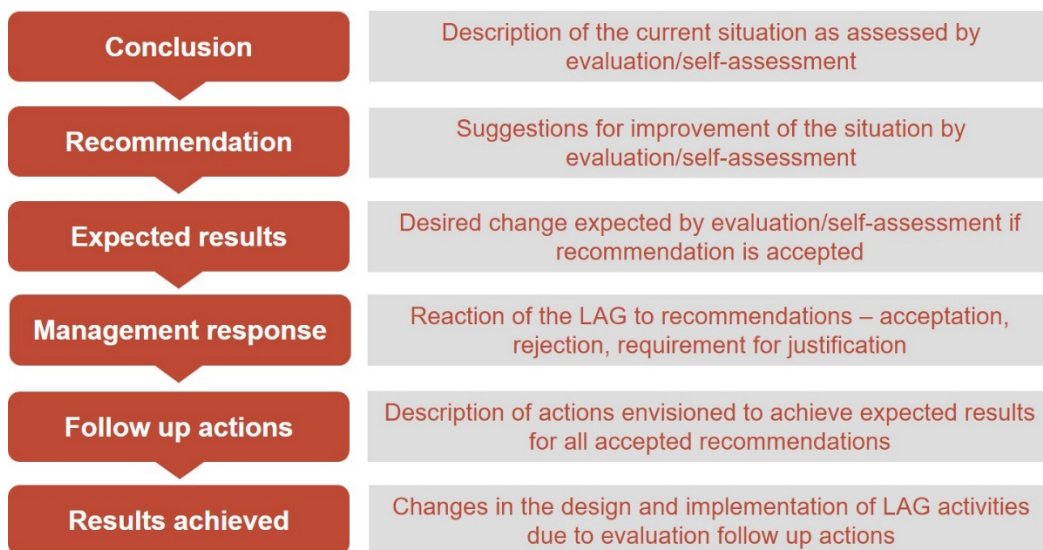 Conclusion
Description of the current situation as assessed by
evaluation/self-assessment
Recommendation
Suggestions for improvement of the situation by
evaluation/self-assessment
Expected results
Desired change expected by evaluation/self-assessment if
recommendation is accepted
Management response
Reaction of the LAG to recommendations – acceptation,
rejection, requirement for justification
Follow up actions
Description of actions envisioned to achieve expected results
for all accepted recommendations
Results achieved
Changes in the design and implementation of LAG activities
due to evaluation follow up actions